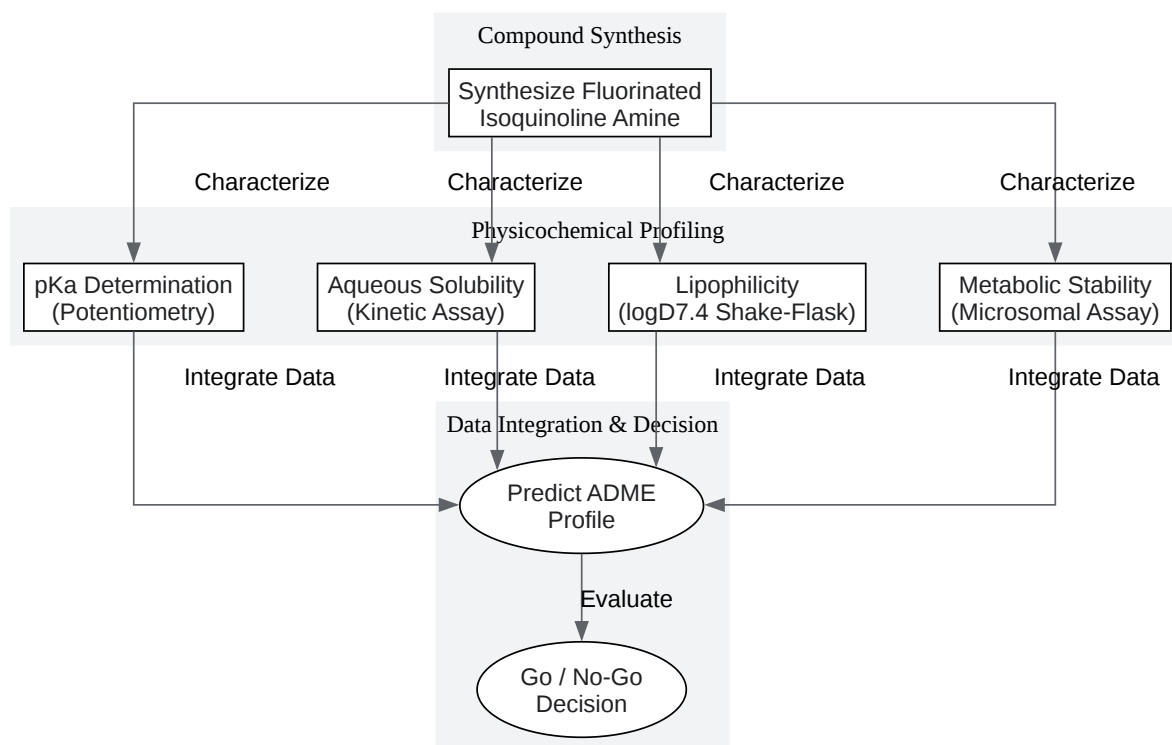 Compound Synthesis
Synthesize Fluorinated
Isoquinoline Amine
Characterize
Characterize
Characterize
Characterize
Physicochemical Profiling
pKa Determination
(Potentiometry)
Aqueous Solubility
(Kinetic Assay)
Lipophilicity
(logD7.4 Shake-Flask)
Metabolic Stability
(Microsomal Assay)
Integrate Data
Integrate Data
Integrate Data
Integrate Data
Data Integration & Decision
Predict ADME
Profile
Evaluate
Go / No-Go
Decision